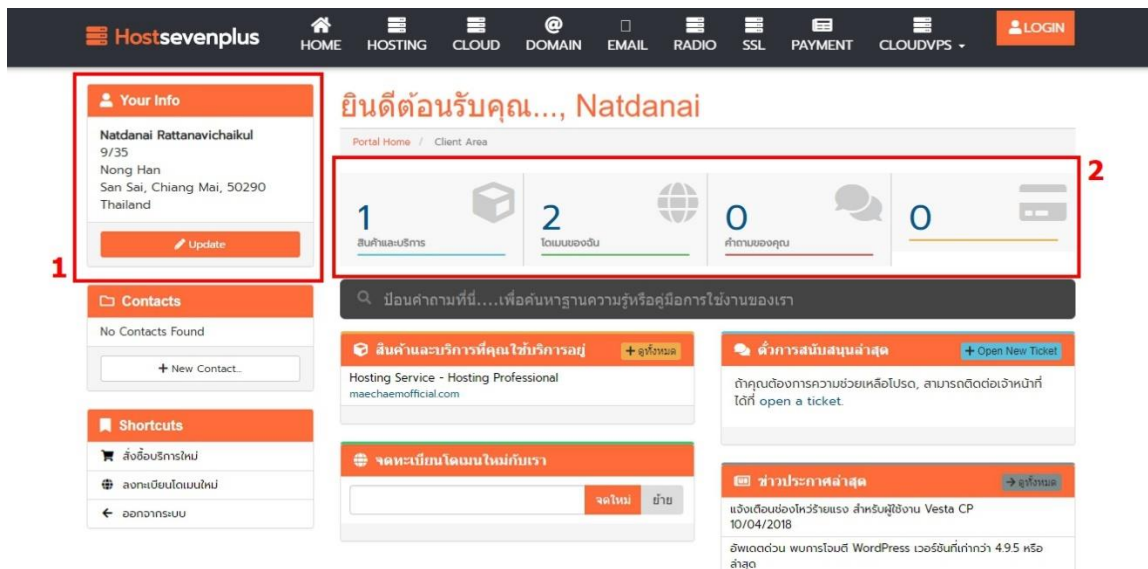 Hostsevenplus
HOME HOSTING CLOUD DOMAIN EMAIL RADIO SSL PAYMENT CLOUDVPS LOGIN
1
Your Info
Natdanai Rattanavichaikul
9/35
Nong Han
San Sai, Chiang Mai, 50290
Thailand
Update
Contacts
No Contacts Found
+ New Contact...
Shortcuts
สั่งซื้อบริการใหม่
ลงทะเบียนโดเมนใหม่
ออกจากระบบ
ยินดีต้อนรับคุณ..., Natdanai
Portal Home / Client Area
2
1
สินค้าและบริการ
2
โดเมนของฉัน
0
คำถามของคุณ
0
ป้อนคำถามที่นี่....เพื่อค้นหาฐานความรู้หรือคู่มือการใช้งานของเรา
สินค้าและบริการที่คุณใช้บริการอยู่ + ดูทั้งหมด
Hosting Service - Hosting Professional
maechaemofficial.com
จดทะเบียนโดเมนใหม่กับเรา
จดใหม่ ย้าย
ตั๋วการสนับสนุนล่าสุด + Open New Ticket
ถ้าคุณต้องการความช่วยเหลือโปรด, สามารถติดต่อเจ้าหน้าที่
ได้ที่ open a ticket.
ข่าวประกาศล่าสุด ดูทั้งหมด
แจ้งเตือนช่องโหว่ร้ายแรง สำหรับผู้ใช้งาน Vesta CP
10/04/2018
อัพเดตด่วน พบการโจมตี WordPress เวอร์ชันที่เก่ากว่า 4.9.5 หรือ
ล่าสุด